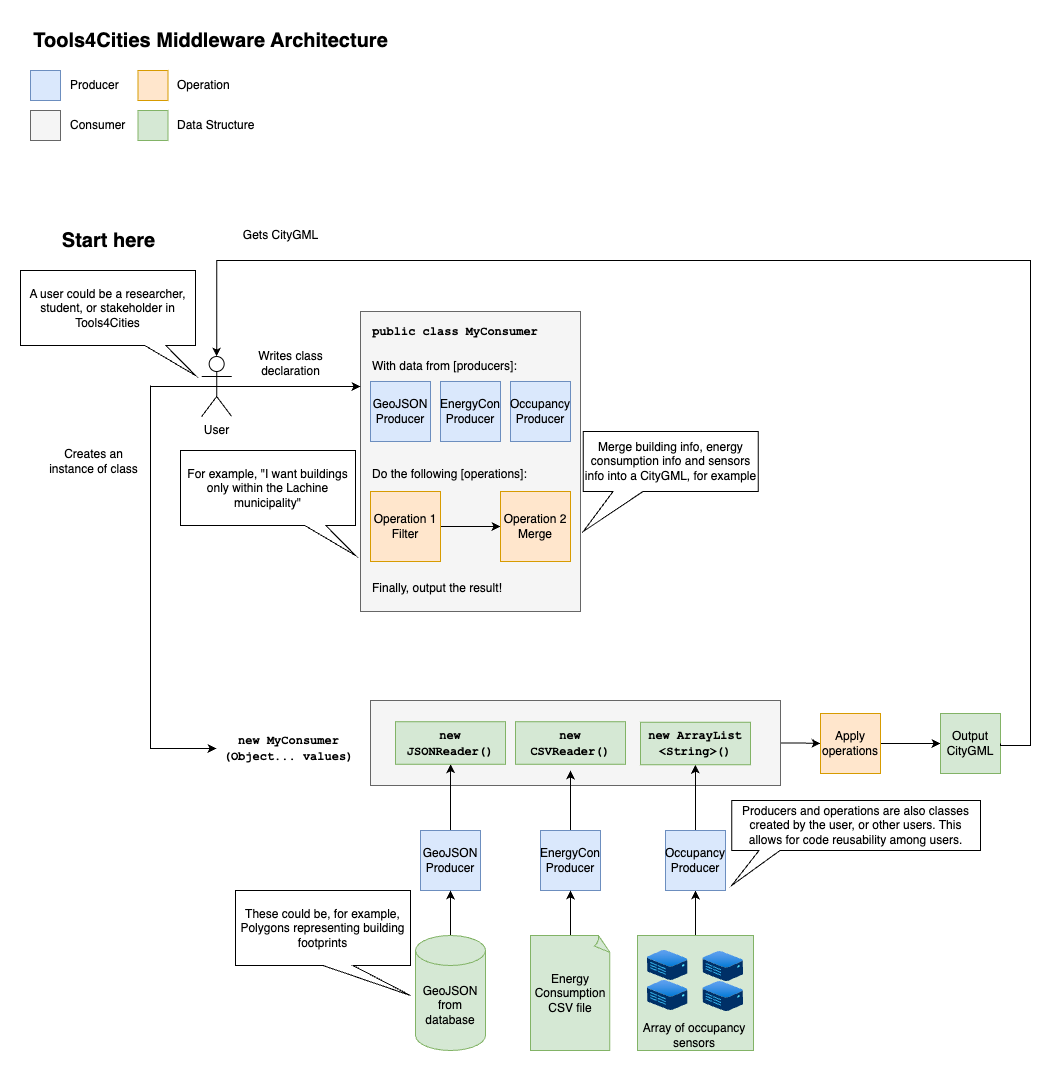 Tools4Cities Middleware Architecture
Producer
Operation
Consumer
Data Structure
Start here
Gets CityGML
A user could be a researcher,
student, or stakeholder in
Tools4Cities
Writes class
declaration
User
Creates an
instance of class
public class MyConsumer
With data from [producers]:
GeoJSON
Producer
EnergyCon
Producer
Occupancy
Producer
Do the following [operations]:
Operation 1
Filter
Operation 2
Merge
Finally, output the result!
For example, "I want buildings
only within the Lachine
municipality"
Merge building info, energy
consumption info and sensors
info into a CityGML, for example
new MyConsumer
(Object... values)
new
JSONReader()
new
CSVReader()
new ArrayList
<String>()
Apply
operations
Output
CityGML
GeoJSON
Producer
EnergyCon
Producer
Occupancy
Producer
Producers and operations are also classes
created by the user, or other users. This
allows for code reusability among users.
These could be, for example,
Polygons representing building
footprints
GeoJSON
from
database
Energy
Consumption
CSV file
Array of occupancy
sensors